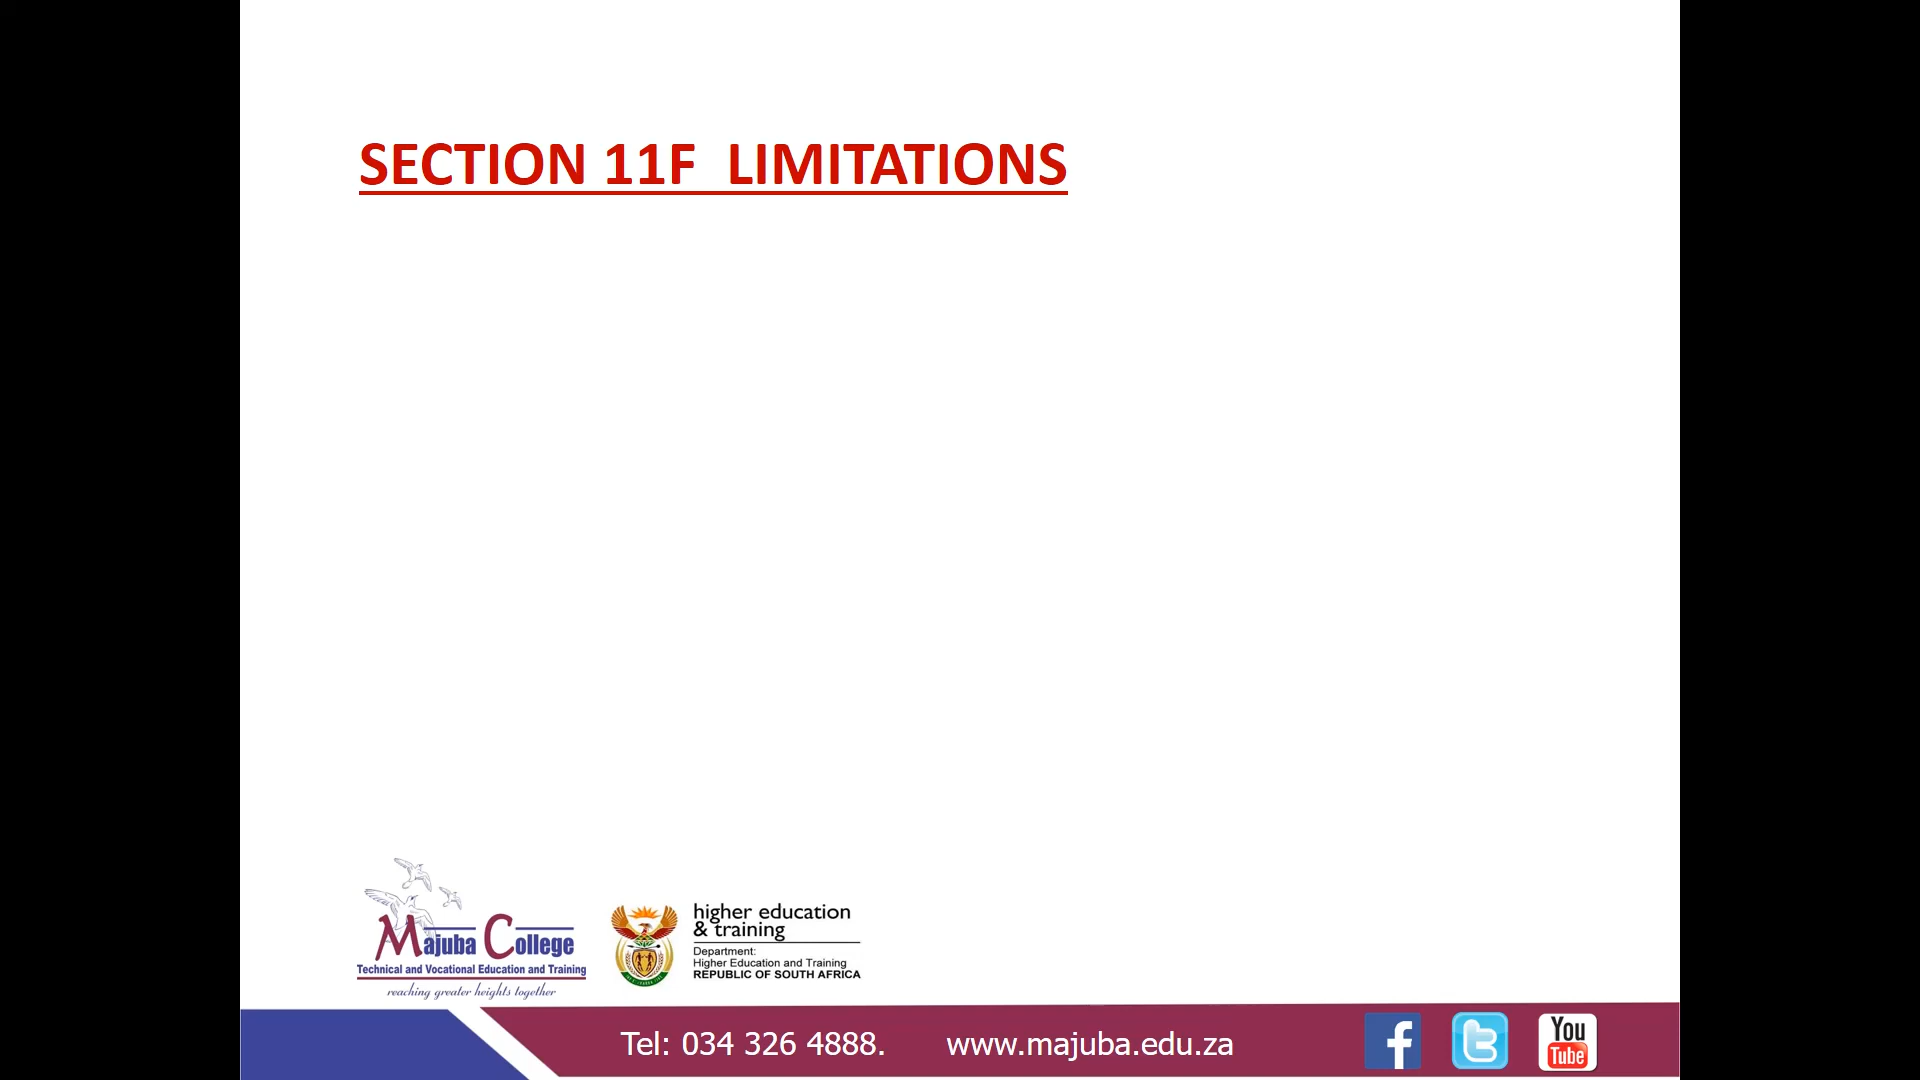 SECTION 11F LIMITATIONS
Majuba College
Technical and Vocational Education and Training
reaching greater heights together
higher education
& training
Department:
Higher Education and Training
REPUBLIC OF SOUTH AFRICA
Tel: 034 326 4888. www.majuba.edu.za
f
t
You
Tube